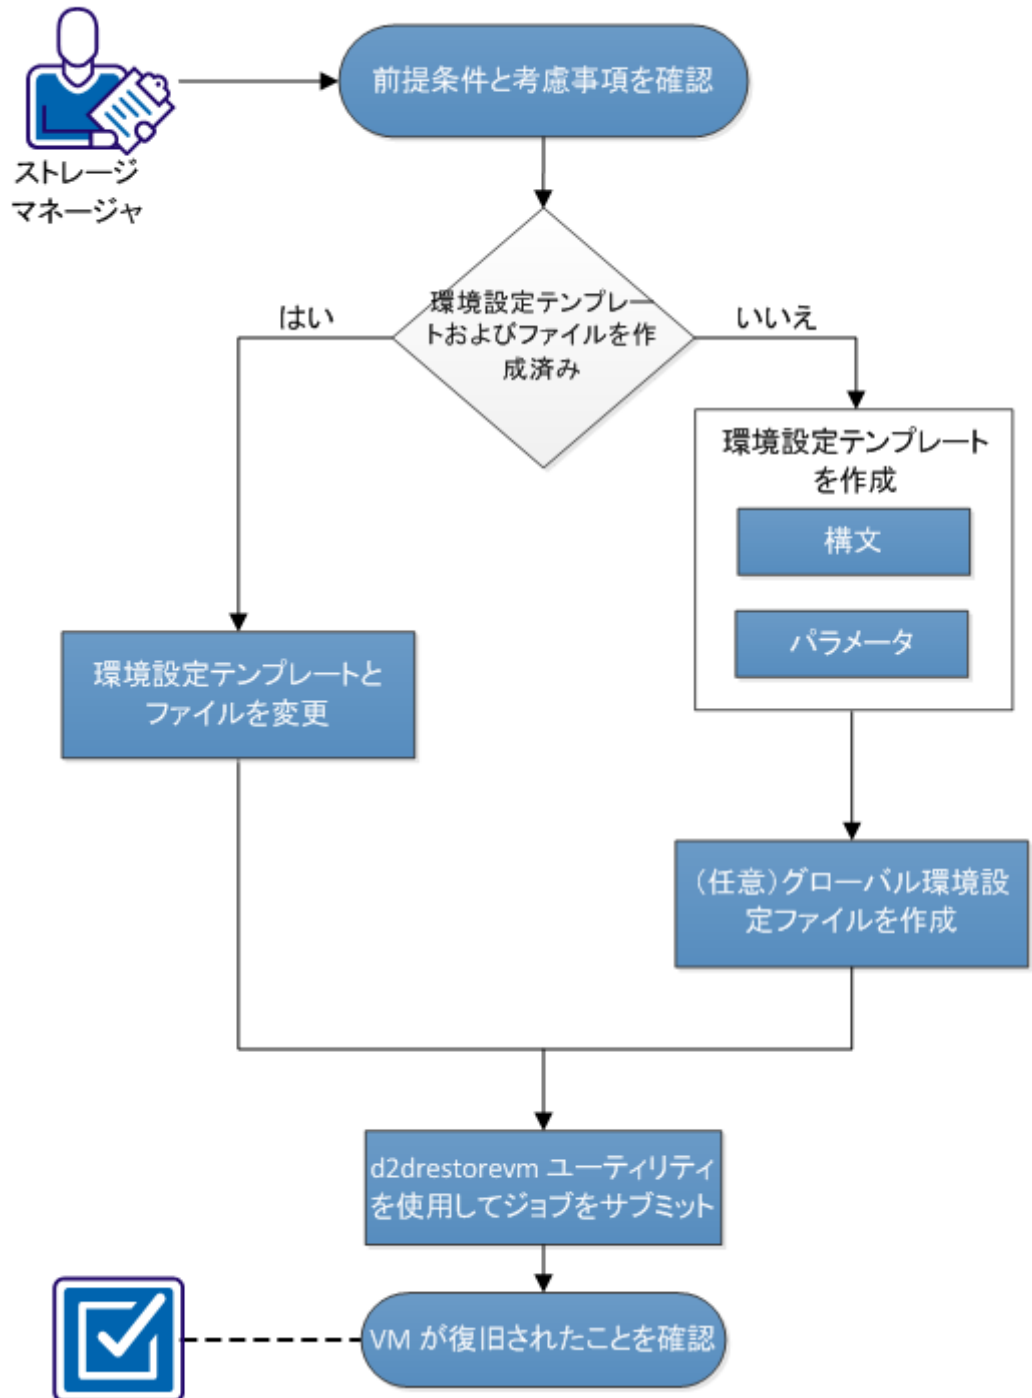 前提条件と考慮事項を確認
ストレージ
マネージャ
環境設定テンプレー
トおよびファイルを作
成済み
はい
いいえ
環境設定テンプレート
を作成
構文
パラメータ
環境設定テンプレートと
ファイルを変更
（任意）グローバル環境設
定ファイルを作成
d2drestorevm ユーティリティ
を使用してジョブをサブミット
VM が復旧されたことを確認